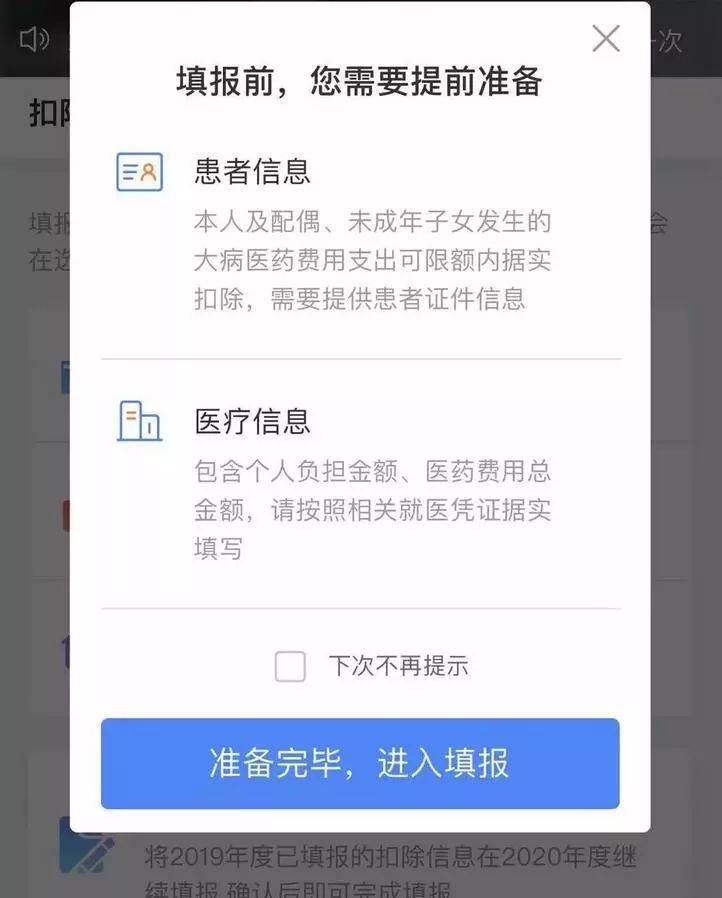 次
填报前，您需要提前准备
扣
患者信息
本人及配偶、未成年子女发生的
大病医药费用支出可限额内据实
扣除，需要提供患者证件信息
填报
会
在
医疗信息
包含个人负担金额、医药费用总
金额，请按照相关就医凭证据实
填写
下次不再提示
准备完毕，进入填报
将2019年度已填报的扣除信息在2020年度继
续填报,确认后即可完成填报